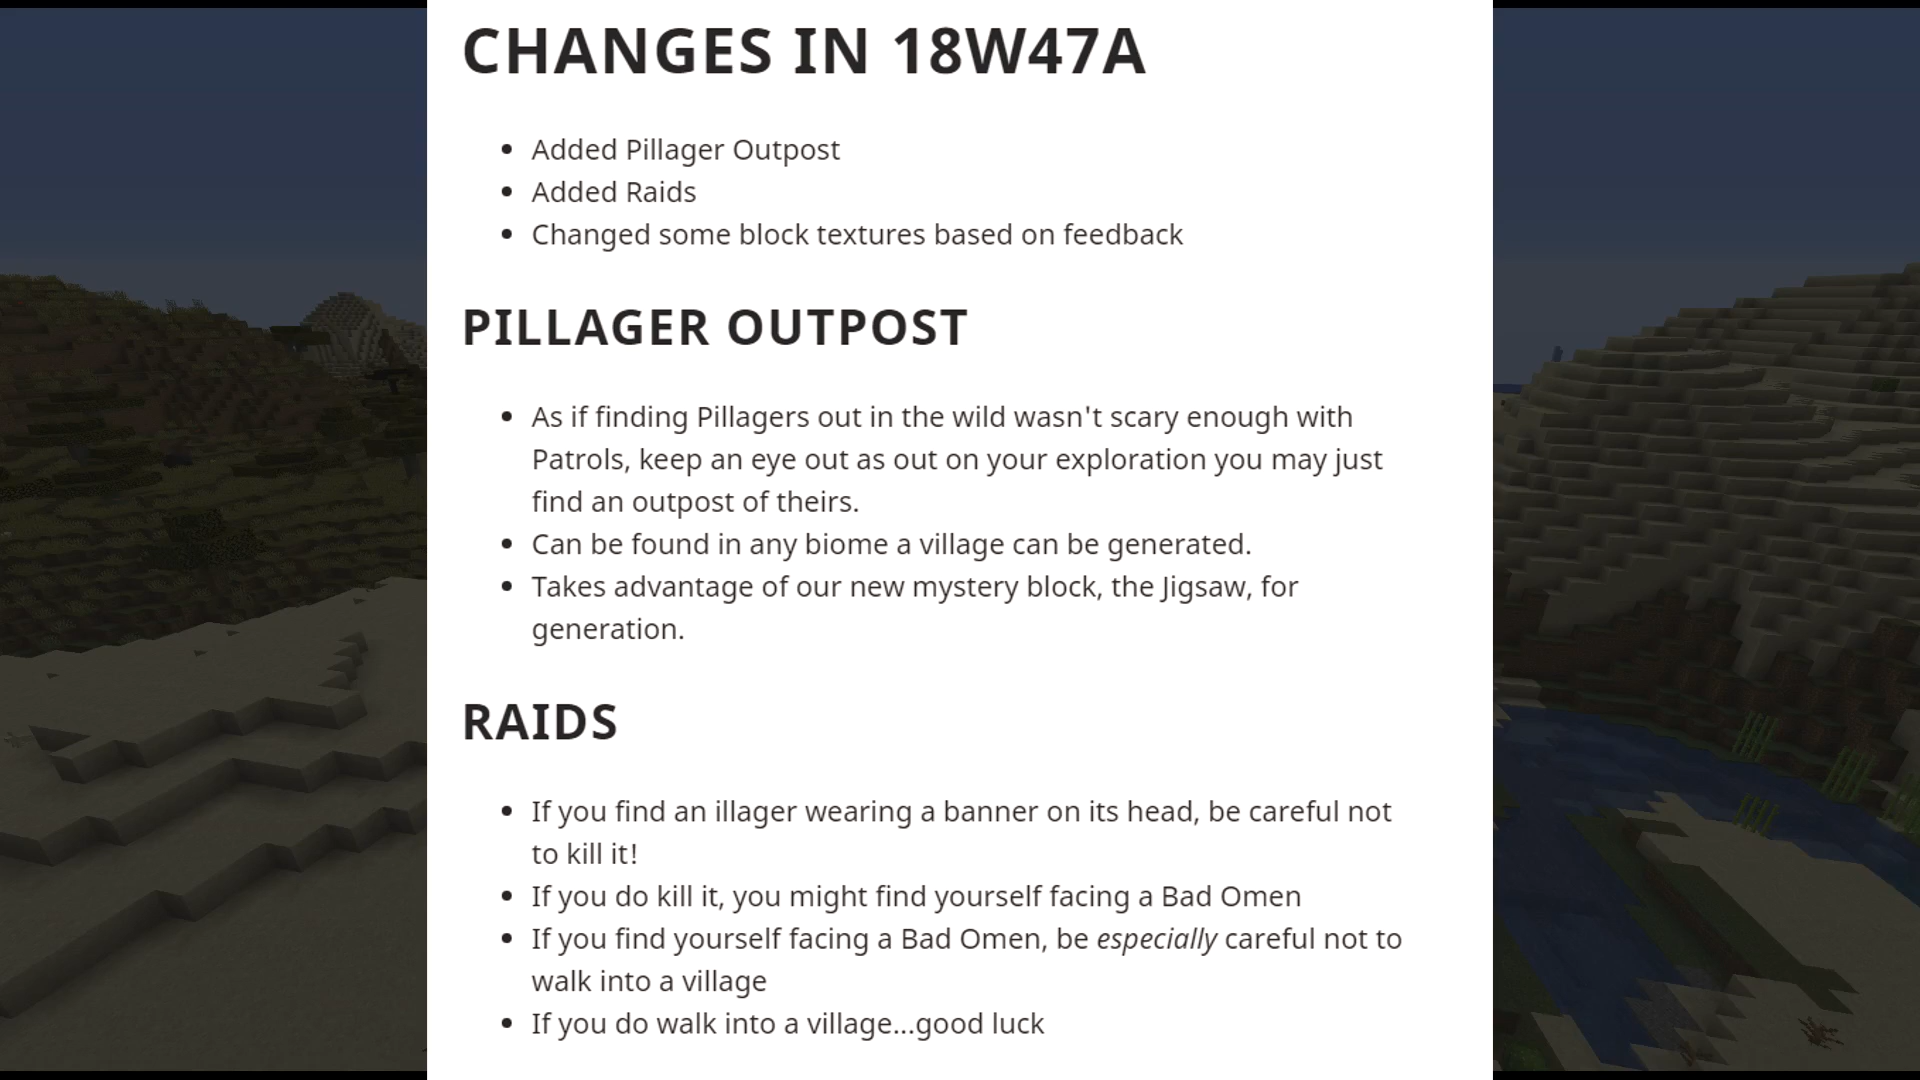 CHANGES IN 18W47A
Added Pillager Outpost
Added Raids
Changed some block textures based on feedback
PILLAGER OUTPOST
As if finding Pillagers out in the wild wasn't scary enough with
Patrols, keep an eye out as out on your exploration you may just
find an outpost of theirs.
Can be found in any biome a village can be generated.
Takes advantage of our new mystery block, the Jigsaw, for
generation.
RAIDS
If you find an illager wearing a banner on its head, be careful not
to kill it!
If you do kill it, you might find yourself facing a Bad Omen
If you find yourself facing a Bad Omen, be especially careful not to
walk into a village
If you do walk into a village...good luck